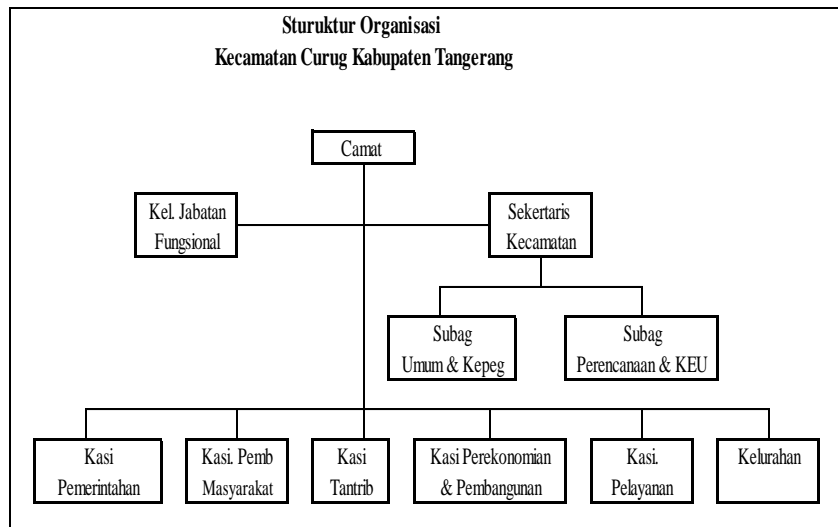 Sturuktur Organisasi
Kecamatan Curug Kabupaten Tangerang
Camat
Kel. Jabatan
Fungsional
Sekertaris
Kecamatan
Subag
Umum & Kepeg
Subag
Perencanaan & KEU
Kasi
Pemerintahan
Kasi. Pemb
Masyarakat
Kasi
Tantrib
Kasi Perekonomian
& Pembangunan
Kasi.
Pelayanan
Kelurahan